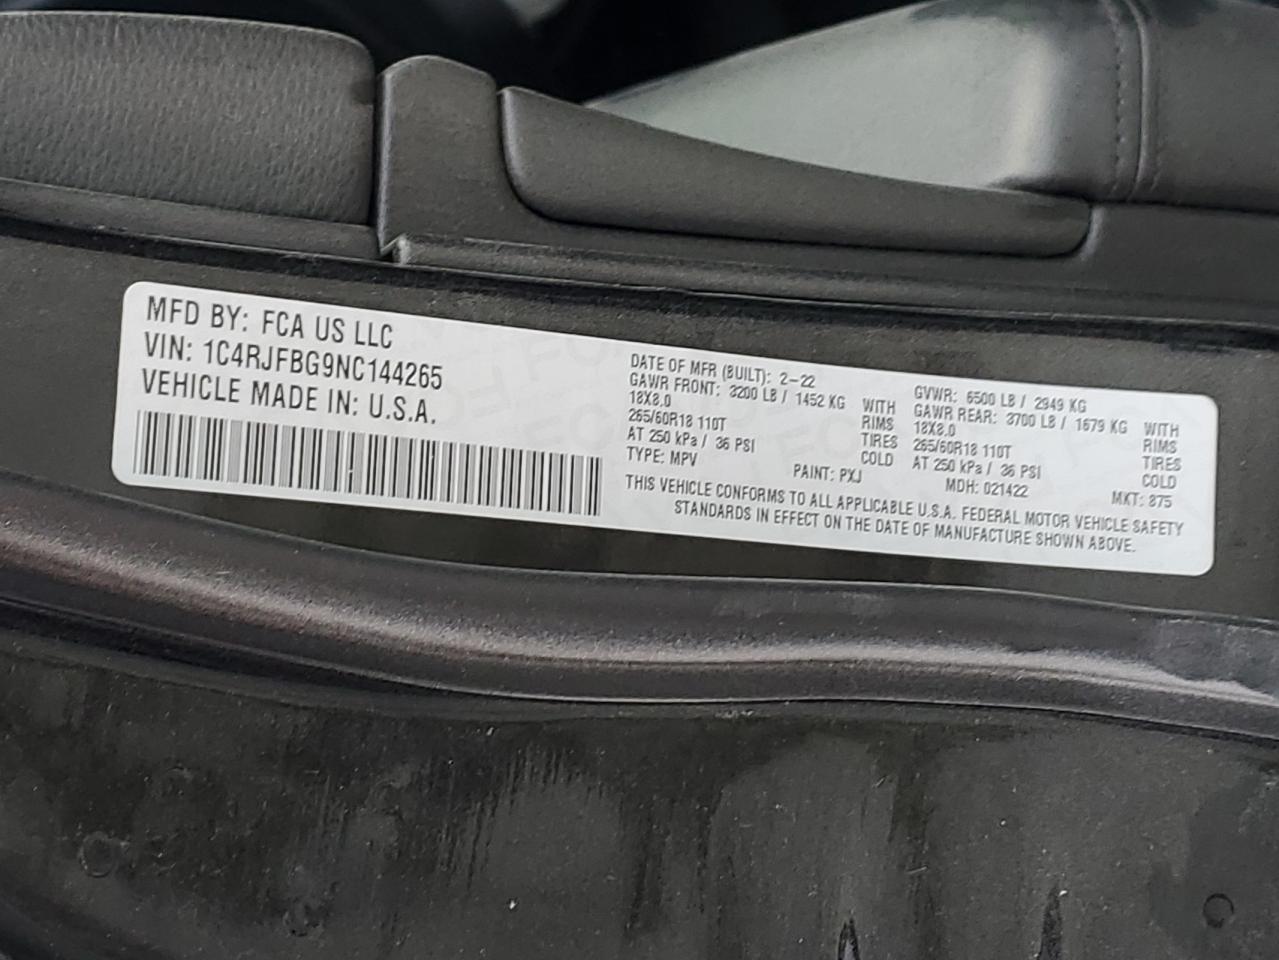 MFD BY: FCA US LLC
VIN: 1C4RJFBG9NC144265
VEHICLE MADE IN: U.S.A.
DATE OF MFR (BUILT): 2-22
GAWR FRONT: 3200 LB / 1452 KG WITH
18X8.0 RIMS
265/60R18 110T TIRES
AT 250 kPa / 36 PSI COLD
TYPE: MPV
PAINT: PXJ
GVWR: 6500 LB / 2949 KG
GAWR REAR: 3700 LB / 1679 KG WITH
18X8.0 RIMS
265/60R18 110T TIRES
AT 250 kPa / 36 PSI COLD
MDH: 021422 MKT: 875
THIS VEHICLE CONFORMS TO ALL APPLICABLE U.S.A. FEDERAL MOTOR VEHICLE SAFETY
STANDARDS IN EFFECT ON THE DATE OF MANUFACTURE SHOWN ABOVE.